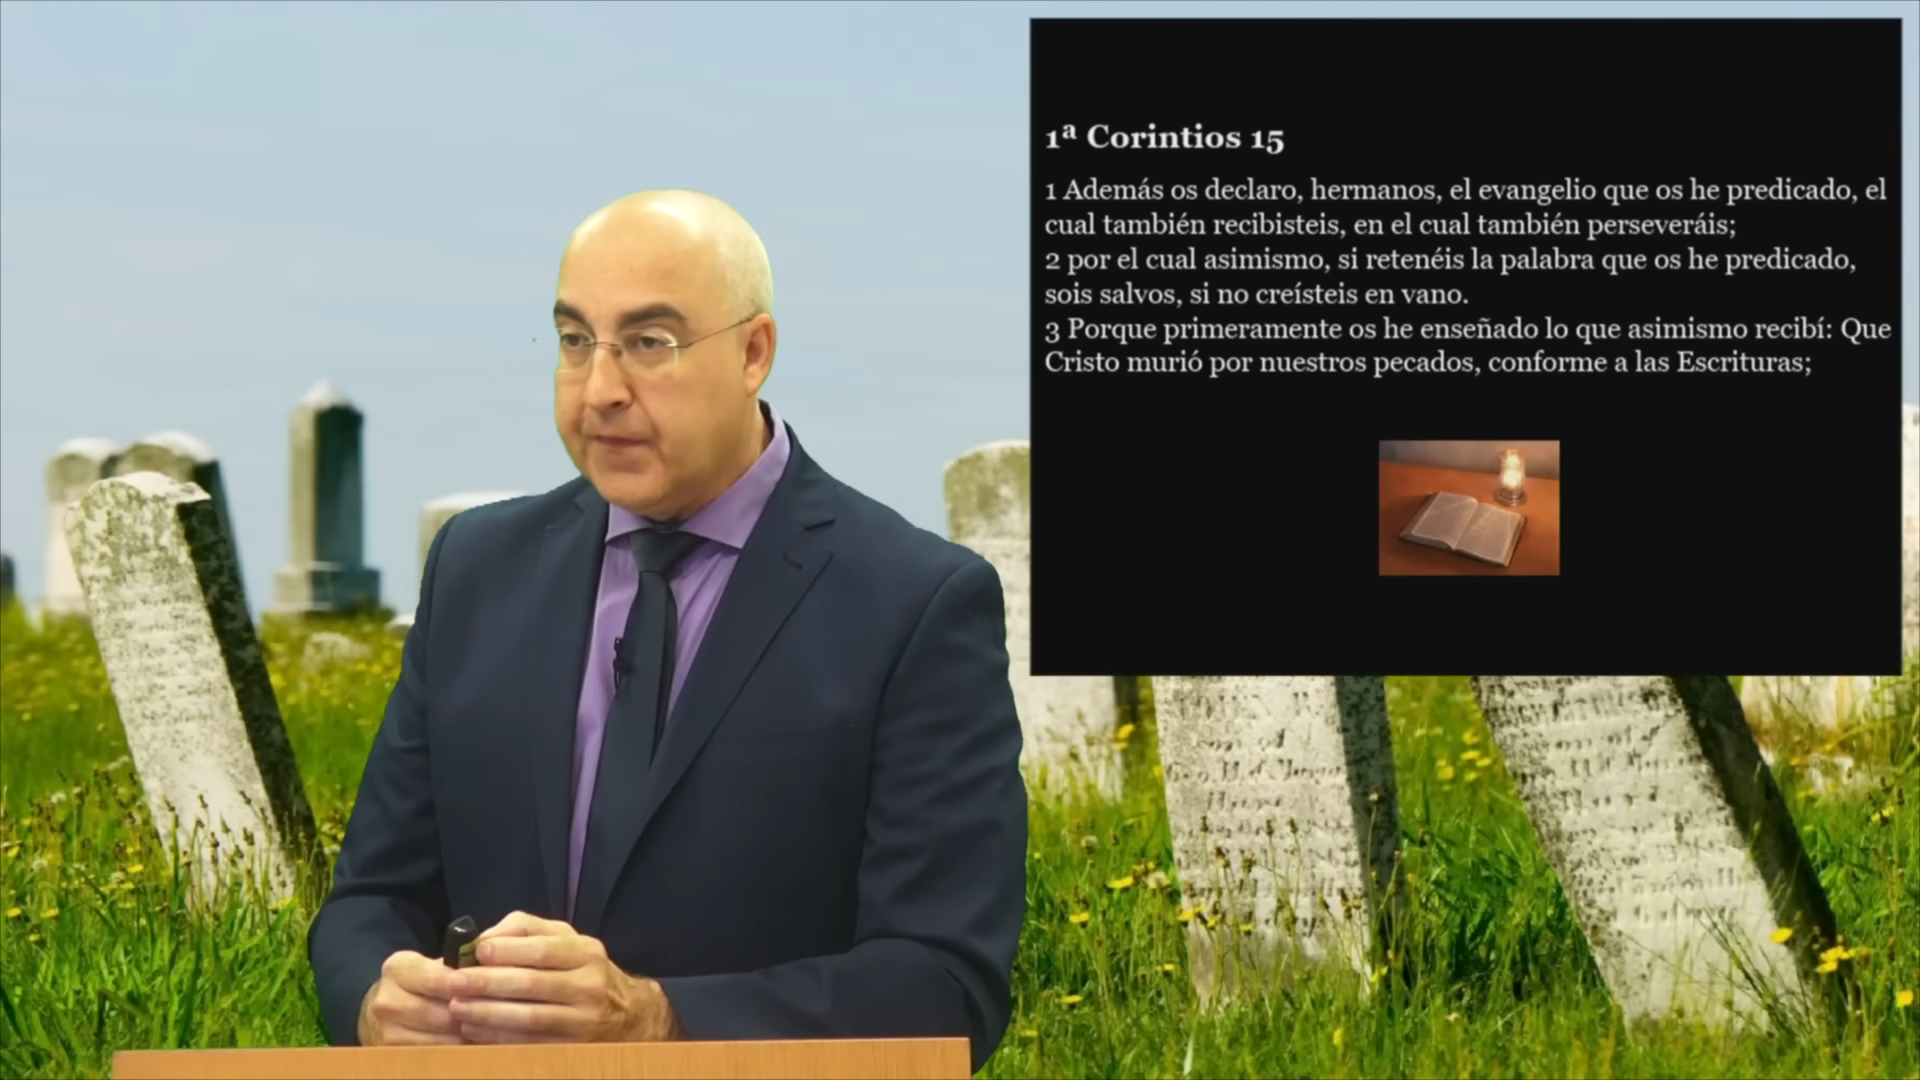 1ª Corintios 15
1 Además os declaro, hermanos, el evangelio que os he predicado, el
cual también recibisteis, en el cual también perseveráis;
2 por el cual asimismo, si retenéis la palabra que os he predicado,
sois salvos, si no creísteis en vano.
3 Porque primeramente os he enseñado lo que asimismo recibí: Que
Cristo murió por nuestros pecados, conforme a las Escrituras;